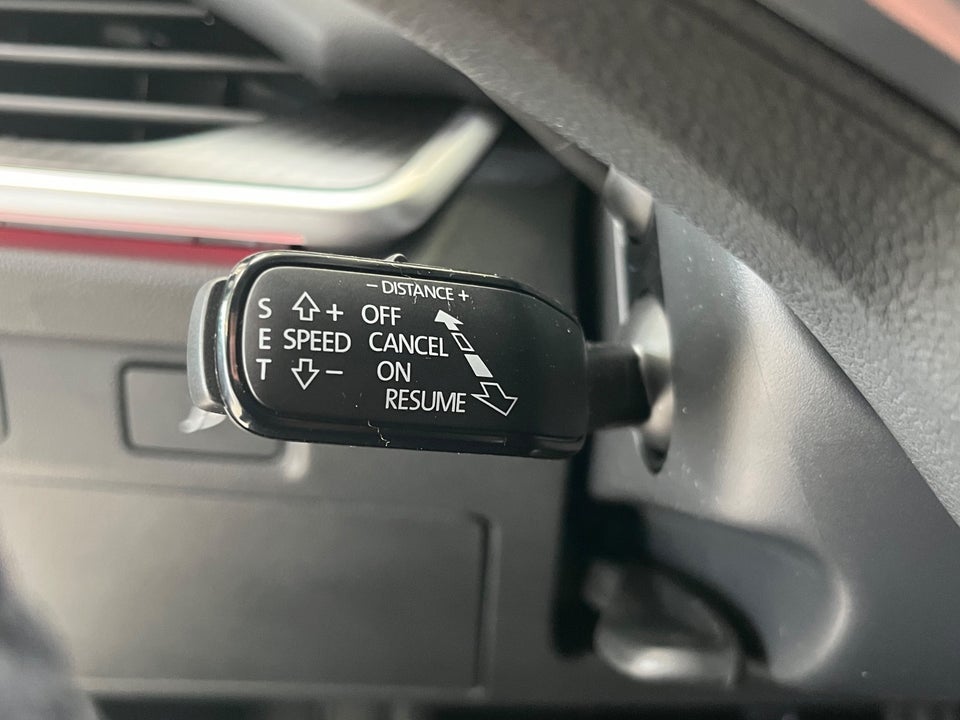 − DISTANCE +
S + OFF
E SPEED CANCEL
T − ON
RESUME